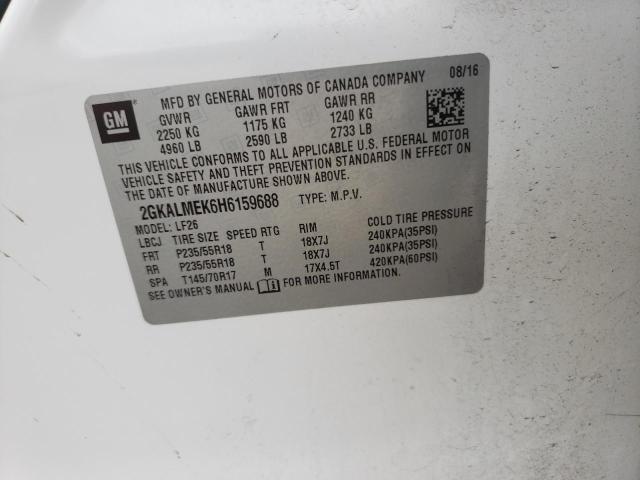 GM
MFD BY GENERAL MOTORS OF CANADA COMPANY 08/16
GVWR GAWR FRT GAWR RR
2250 KG 1175 KG 1240 KG
4960 LB 2590 LB 2733 LB
THIS VEHICLE CONFORMS TO ALL APPLICABLE U.S. FEDERAL MOTOR
VEHICLE SAFETY AND THEFT PREVENTION STANDARDS IN EFFECT ON
THE DATE OF MANUFACTURE SHOWN ABOVE.
2GKALMEK6H6159688 TYPE: M.P.V.
MODEL: LF26
LBCJ TIRE SIZE SPEED RTG RIM COLD TIRE PRESSURE
FRT P235/55R18 T 18X7J 240KPA(35PSI)
RR P235/55R18 T 18X7J 240KPA(35PSI)
SPA T145/70R17 M 17X4.5T 420KPA(60PSI)
SEE OWNER'S MANUAL FOR MORE INFORMATION.